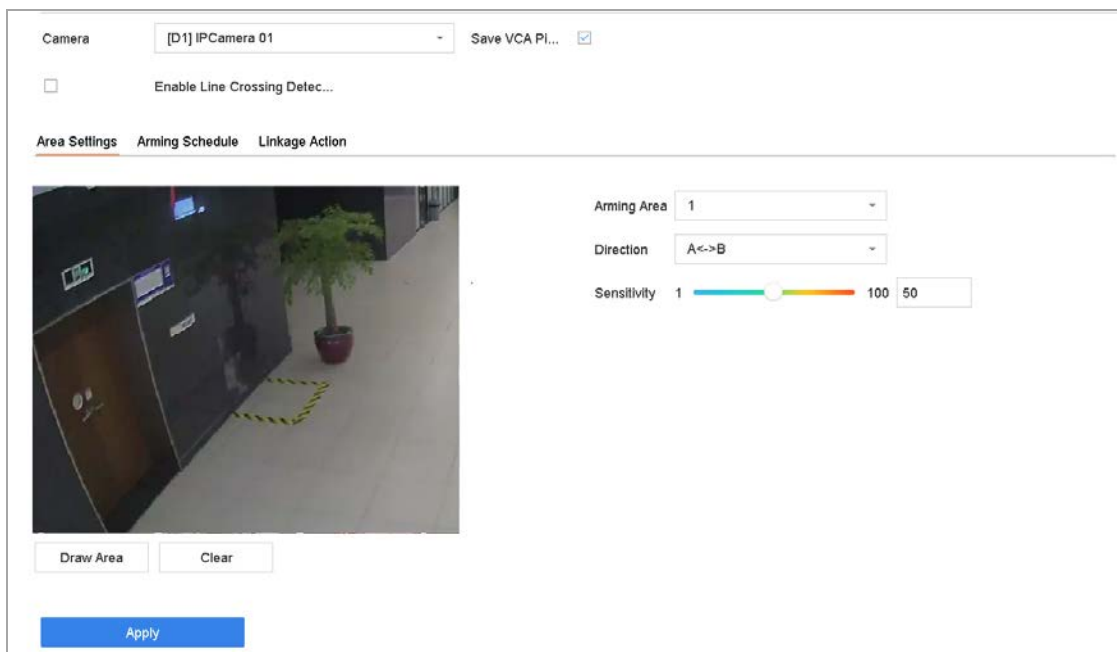 Camera [D1] IPCamera 01 Save VCA Pi...
Enable Line Crossing Detec...
Area Settings Arming Schedule Linkage Action
Arming Area 1
Direction A<->B
Sensitivity 1 100 50
Draw Area Clear
Apply